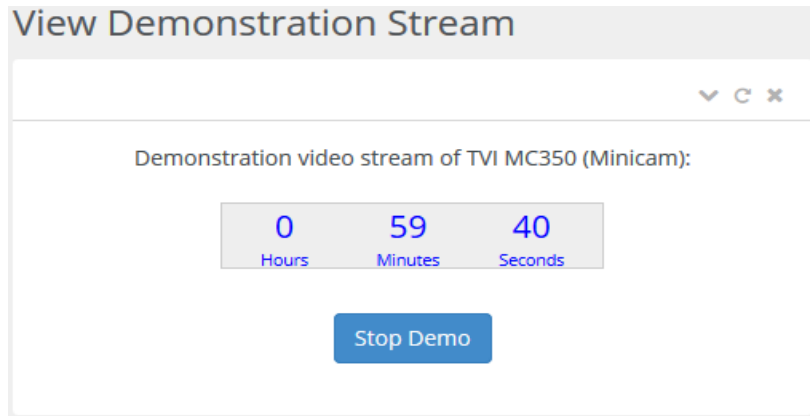 View Demonstration Stream
Demonstration video stream of TVI MC350 (Minicam):
0 59 40
Hours Minutes Seconds
Stop Demo